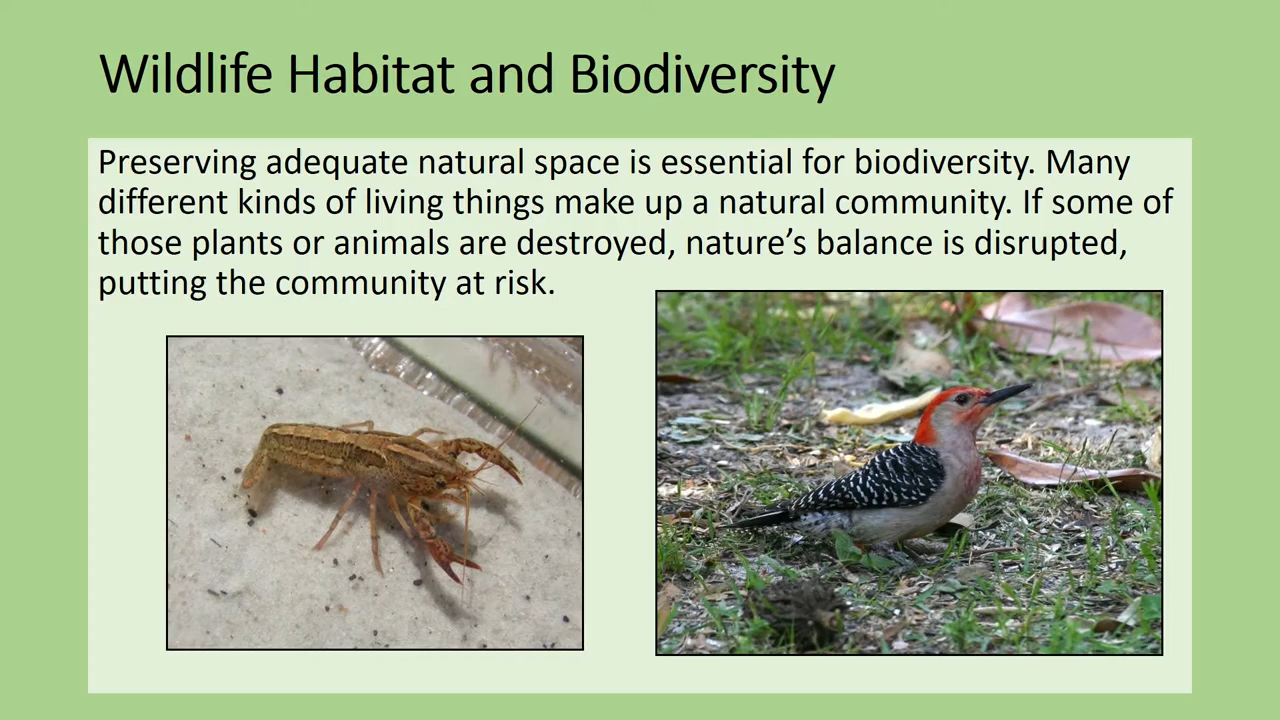 Wildlife Habitat and Biodiversity
Preserving adequate natural space is essential for biodiversity. Many
different kinds of living things make up a natural community. If some of
those plants or animals are destroyed, nature’s balance is disrupted,
putting the community at risk.